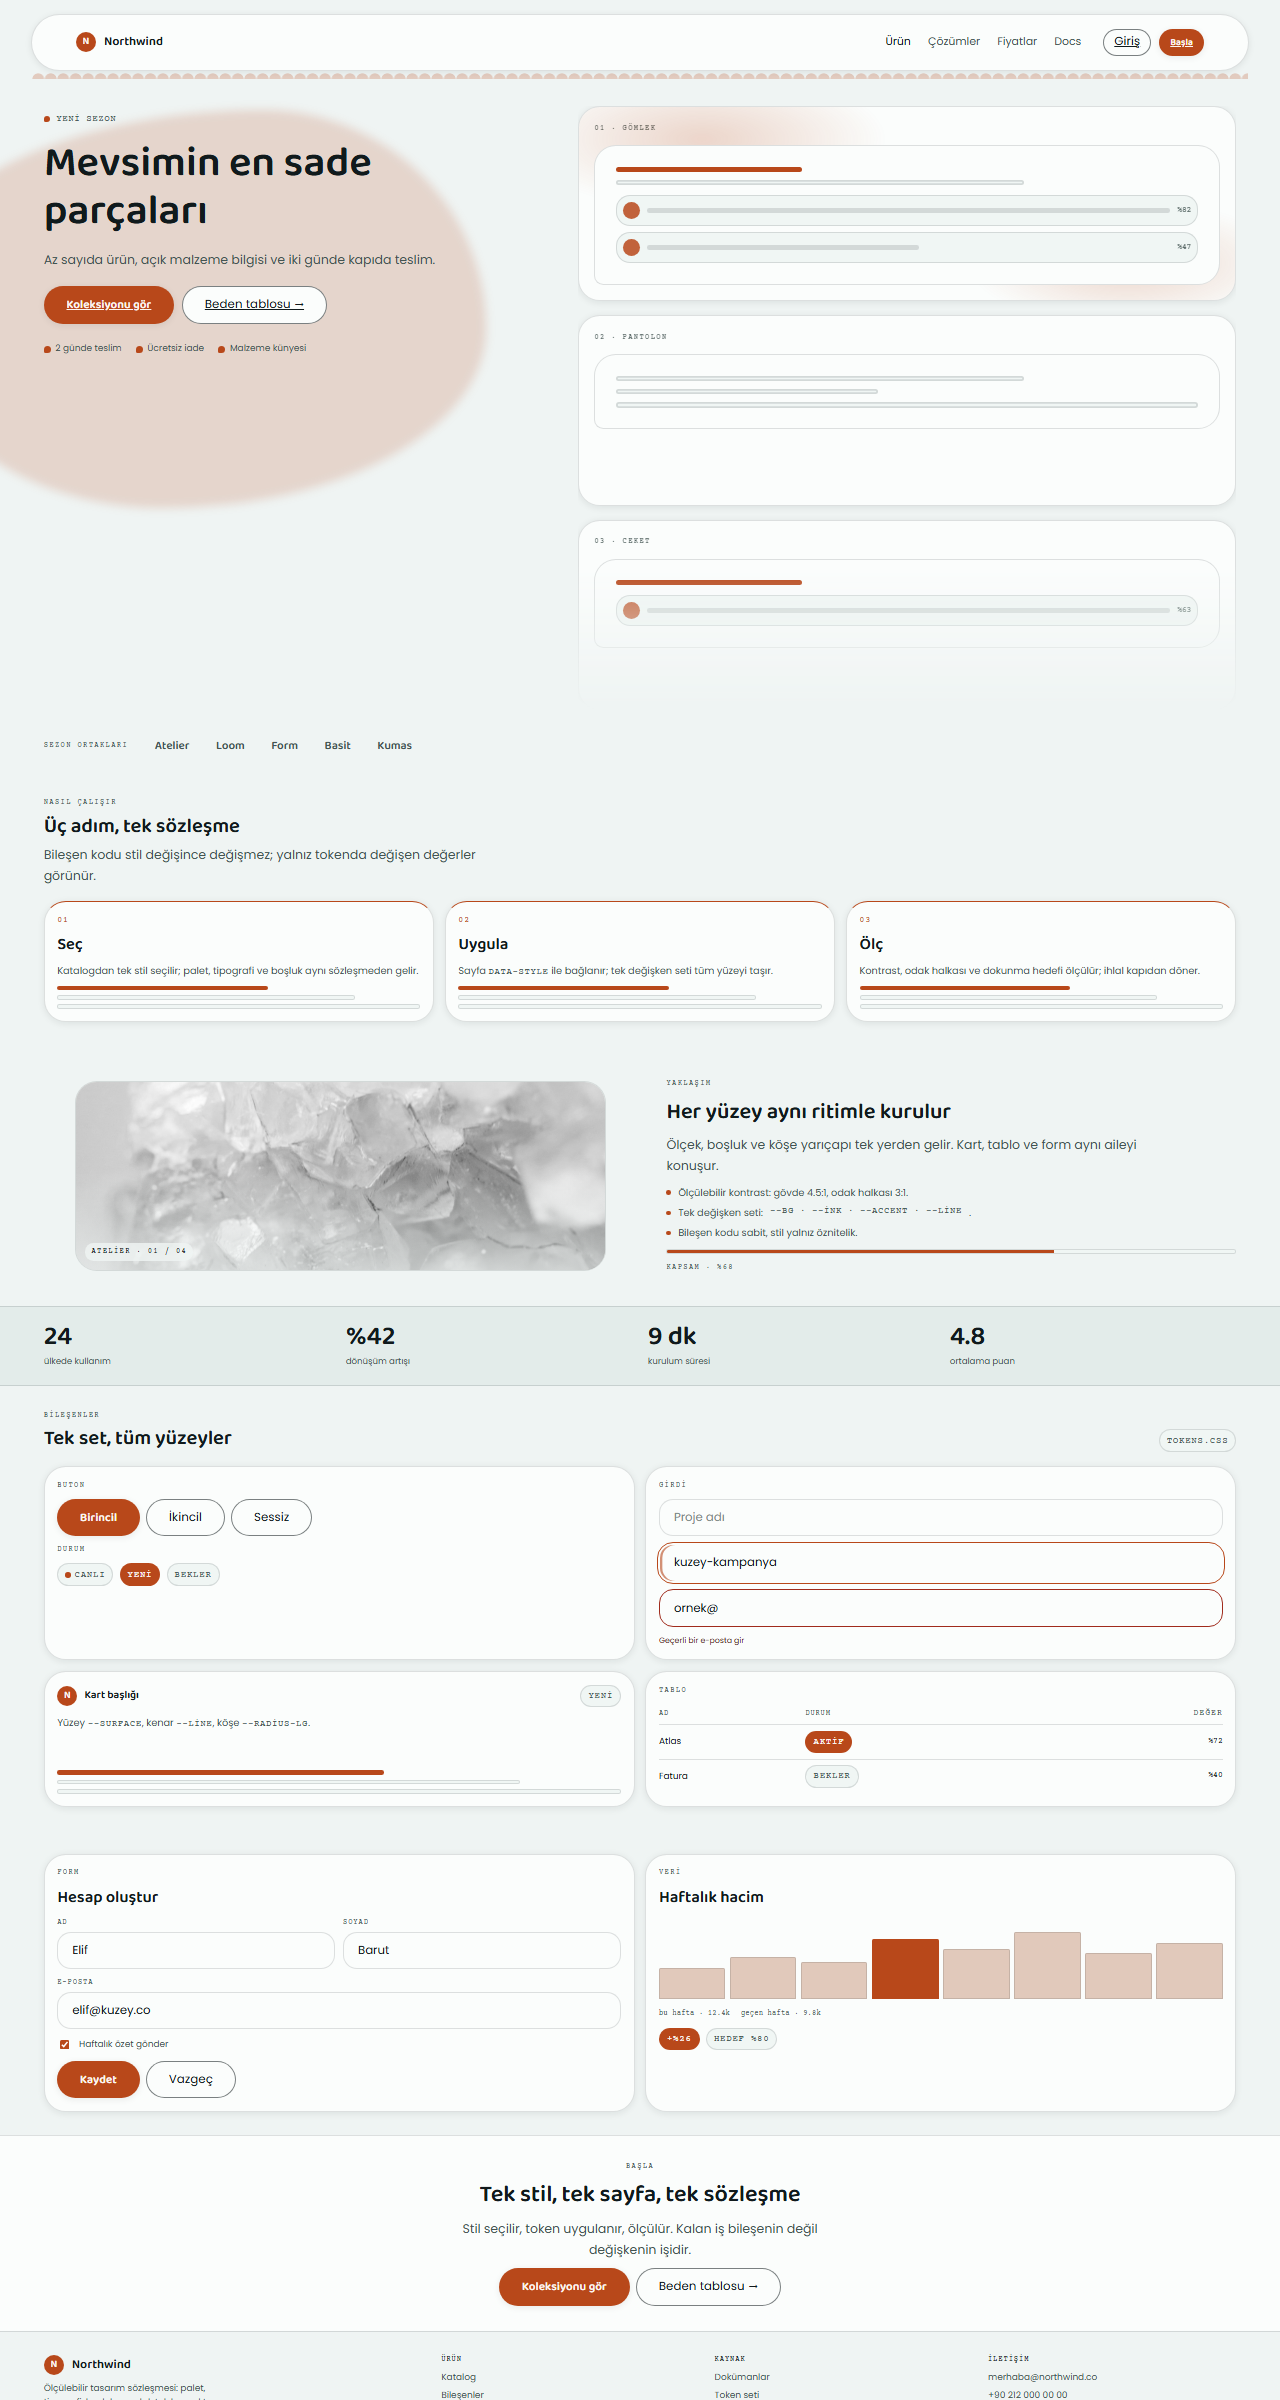 N Northwind Ürün Çözümler Fiyatlar Docs Giriş Başla
YENİ SEZON
Mevsimin en sade
parçaları
Az sayıda ürün, açık malzeme bilgisi ve iki günde kapıda teslim.
Koleksiyonu gör Beden tablosu →
2 günde teslim Ücretsiz iade Malzeme künyesi
01 · GÖMLEK
%82
%47
02 · PANTOLON
03 · CEKET
%63
SEZON ORTAKLARI Atelier Loom Form Basit Kumas
NASIL ÇALIŞIR
Üç adım, tek sözleşme
Bileşen kodu stil değişince değişmez; yalnız tokenda değişen değerler
görünür.
01
Seç
Katalogdan tek stil seçilir; palet, tipografi ve boşluk aynı sözleşmeden gelir.
02
Uygula
Sayfa DATA-STYLE ile bağlanır; tek değişken seti tüm yüzeyi taşır.
03
Ölç
Kontrast, odak halkası ve dokunma hedefi ölçülür; ihlal kapıdan döner.
ATELİER · 01 / 04
YAKLAŞIM
Her yüzey aynı ritimle kurulur
Ölçek, boşluk ve köşe yarıçapı tek yerden gelir. Kart, tablo ve form aynı aileyi
konuşur.
Ölçülebilir kontrast: gövde 4.5:1, odak halkası 3:1.
Tek değişken seti: --BG · --İNK · --ACCENT · --LİNE .
Bileşen kodu sabit, stil yalnız öznitelik.
KAPSAM · %68
24 %42 9 dk 4.8
ülkede kullanım dönüşüm artışı kurulum süresi ortalama puan
BİLEŞENLER
Tek set, tüm yüzeyler
TOKENS.CSS
BUTON
Birincil İkincil Sessiz
DURUM
CANLI YENİ BEKLER
GİRDİ
Proje adı
kuzey-kampanya
ornek@
Geçerli bir e-posta gir
N Kart başlığı YENİ
Yüzey --SURFACE, kenar --LİNE, köşe --RADİUS-LG.
TABLO
AD DURUM DEĞER
Atlas AKTİF %72
Fatura BEKLER %40
FORM
Hesap oluştur
AD SOYAD
Elif Barut
E-POSTA
elif@kuzey.co
Haftalık özet gönder
Kaydet Vazgeç
VERİ
Haftalık hacim
bu hafta · 12.4k geçen hafta · 9.8k
+%26 HEDEF %80
BAŞLA
Tek stil, tek sayfa, tek sözleşme
Stil seçilir, token uygulanır, ölçülür. Kalan iş bileşenin değil
değişkenin işidir.
Koleksiyonu gör Beden tablosu →
N Northwind
Ölçülebilir tasarım sözleşmesi: palet,
ÜRÜN
Katalog
Bileşenler
KAYNAK
Dokümanlar
Token seti
İLETİŞİM
merhaba@northwind.co
+90 212 000 00 00